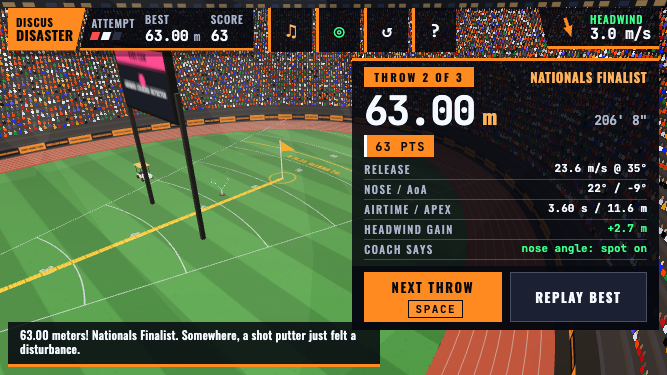 DISCUS
DISASTER
ATTEMPT
BEST
63.00 m
SCORE
63
♫
◎
↺
?
HEADWIND
3.0 m/s
THROW 2 OF 3
NATIONALS FINALIST
63.00 m
206' 8"
63 PTS
RELEASE 23.6 m/s @ 35°
NOSE / AoA 22° / -9°
AIRTIME / APEX 3.60 s / 11.6 m
HEADWIND GAIN +2.7 m
COACH SAYS nose angle: spot on
NEXT THROW
SPACE
REPLAY BEST
63.00 meters! Nationals Finalist. Somewhere, a shot putter just felt a
disturbance.